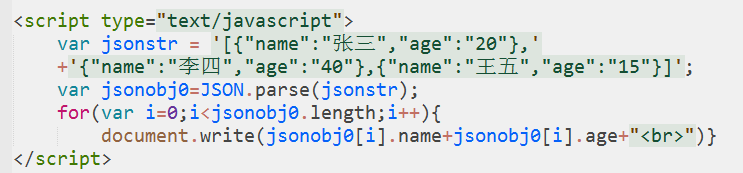 <script type="text/javascript">
var jsonstr = '[{"name":"张三","age":"20"},'
+'{"name":"李四","age":"40"},{"name":"王五","age":"15"}]';
var jsonobj0=JSON.parse(jsonstr);
for(var i=0;i<jsonobj0.length;i++){
document.write(jsonobj0[i].name+jsonobj0[i].age+"<br>")}
</script>